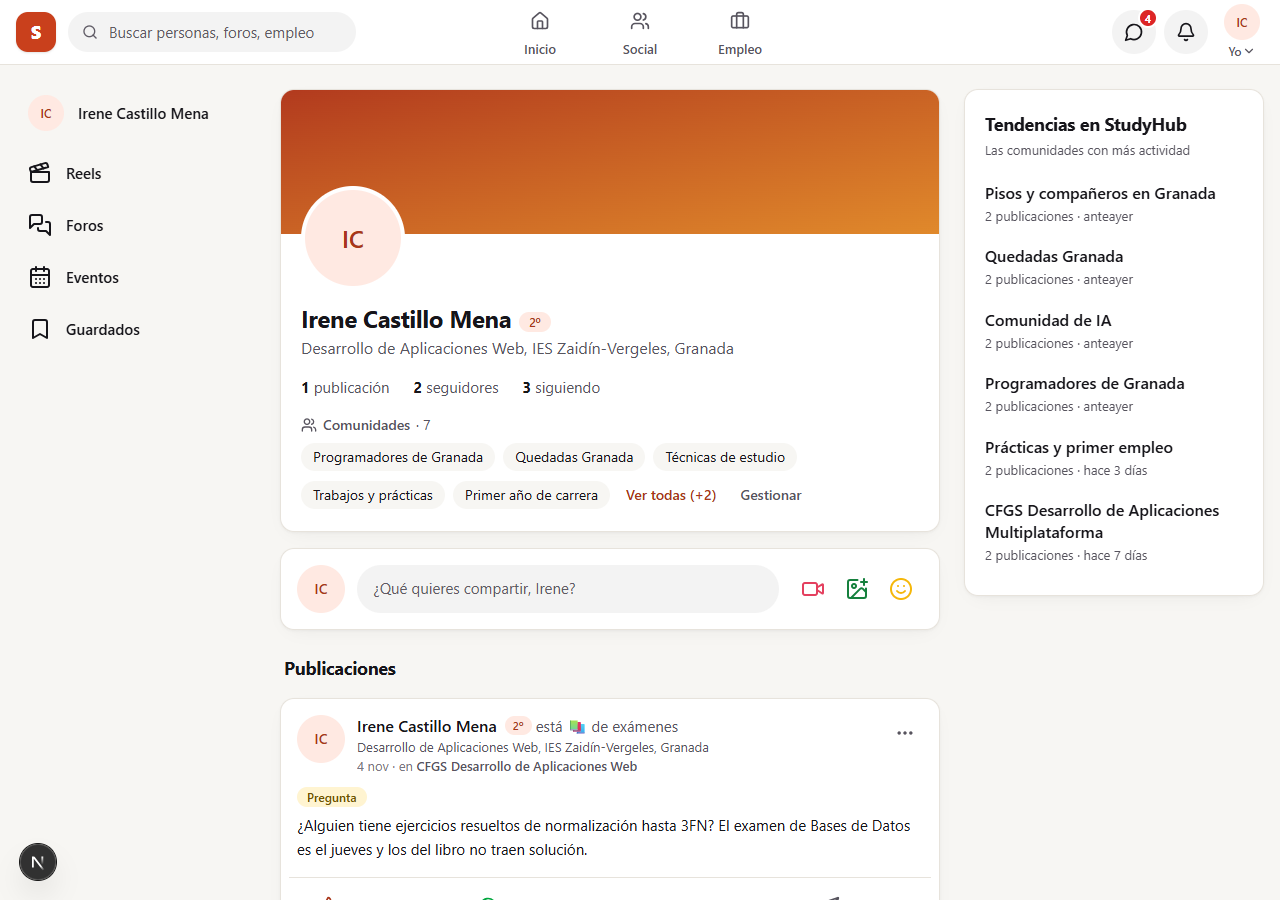 S
Buscar personas, foros, empleo
Inicio
Social
Empleo
4
IC
Yo
IC
Irene Castillo Mena
Reels
Foros
Eventos
Guardados
IC
Irene Castillo Mena 2º
Desarrollo de Aplicaciones Web, IES Zaidín-Vergeles, Granada
1 publicación 2 seguidores 3 siguiendo
Comunidades · 7
Programadores de Granada Quedadas Granada Técnicas de estudio
Trabajos y prácticas Primer año de carrera Ver todas (+2) Gestionar
IC
¿Qué quieres compartir, Irene?
Publicaciones
IC
Irene Castillo Mena 2º está 📚 de exámenes
Desarrollo de Aplicaciones Web, IES Zaidín-Vergeles, Granada
4 nov · en CFGS Desarrollo de Aplicaciones Web
Pregunta
¿Alguien tiene ejercicios resueltos de normalización hasta 3FN? El examen de Bases de Datos
es el jueves y los del libro no traen solución.
Tendencias en StudyHub
Las comunidades con más actividad
Pisos y compañeros en Granada
2 publicaciones · anteayer
Quedadas Granada
2 publicaciones · anteayer
Comunidad de IA
2 publicaciones · anteayer
Programadores de Granada
2 publicaciones · anteayer
Prácticas y primer empleo
2 publicaciones · hace 3 días
CFGS Desarrollo de Aplicaciones
Multiplataforma
2 publicaciones · hace 7 días
N